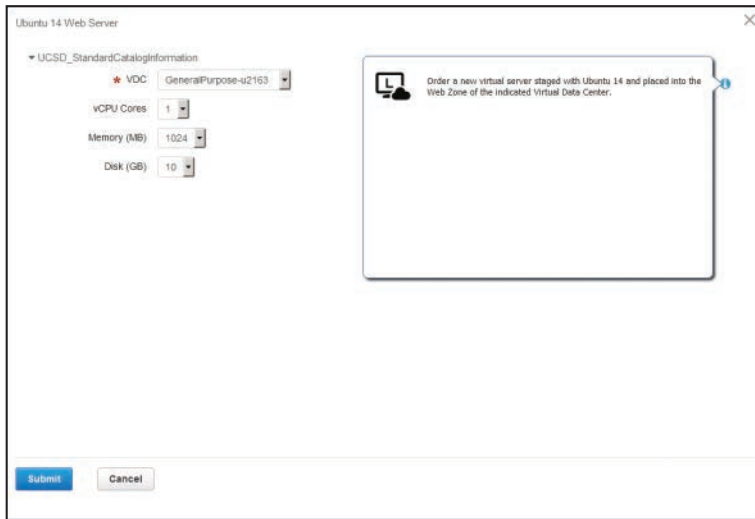 Ubuntu 14 Web Server
UCSD_StandardCatalogInformation
* VDC GeneralPurpose-u2163
vCPU Cores 1
Memory (MB) 1024
Disk (GB) 10
L
Order a new virtual server staged with Ubuntu 14 and placed into the
Web Zone of the indicated Virtual Data Center.
Submit Cancel